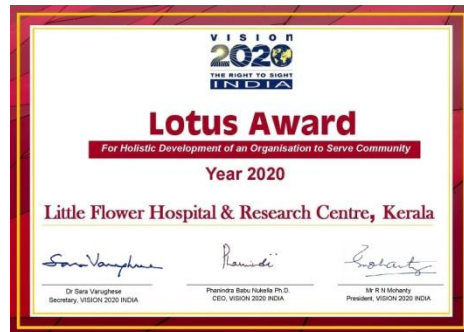 VISION
2020
THE RIGHT TO SIGHT
INDIA
Lotus Award
For Holistic Development of an Organisation to Serve Community
Year 2020
Little Flower Hospital & Research Centre, Kerala
Sara Varughese
Dr Sara Varughese
Phanindra Babu Nukella Ph.D.
Mr R N Mohanty
Secretary, VISION 2020 INDIA
CEO, VISION 2020 INDIA
President, VISION 2020 INDIA